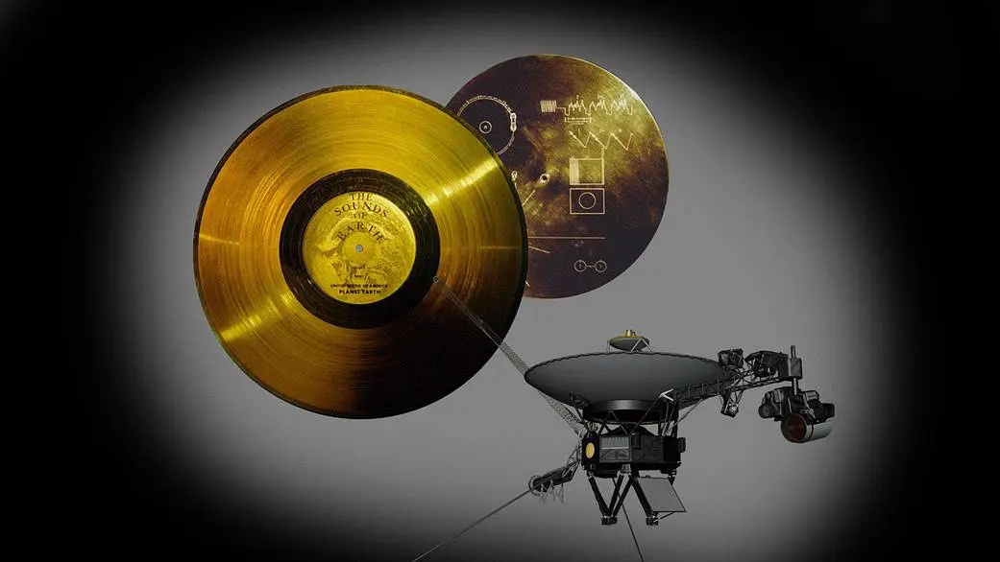 THE
SOUNDS
OF
EARTH
UNITED STATES OF AMERICA
PLANET EARTH